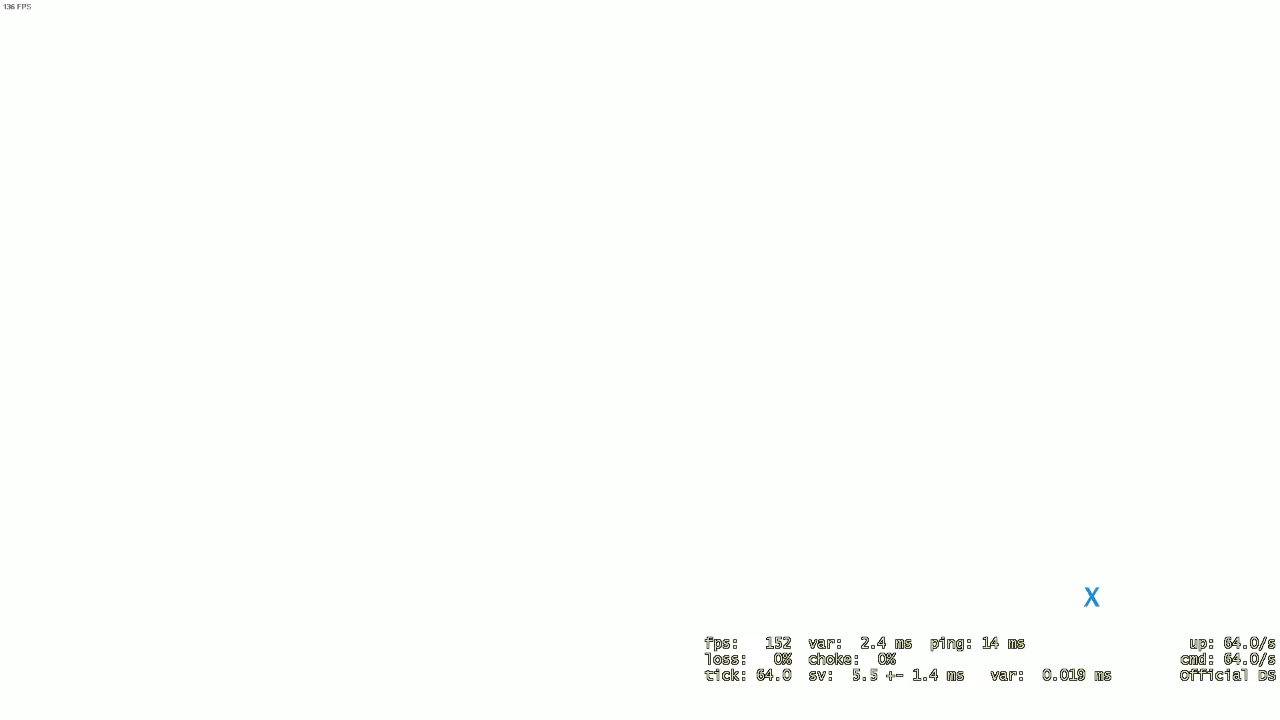 136 FPS
X
fps: 152 var: 2.4 ms ping: 14 ms up: 64.0/s
loss: 0% choke: 0% cmd: 64.0/s
tick: 64.0 sv: 5.5 +- 1.4 ms var: 0.019 ms Official DS